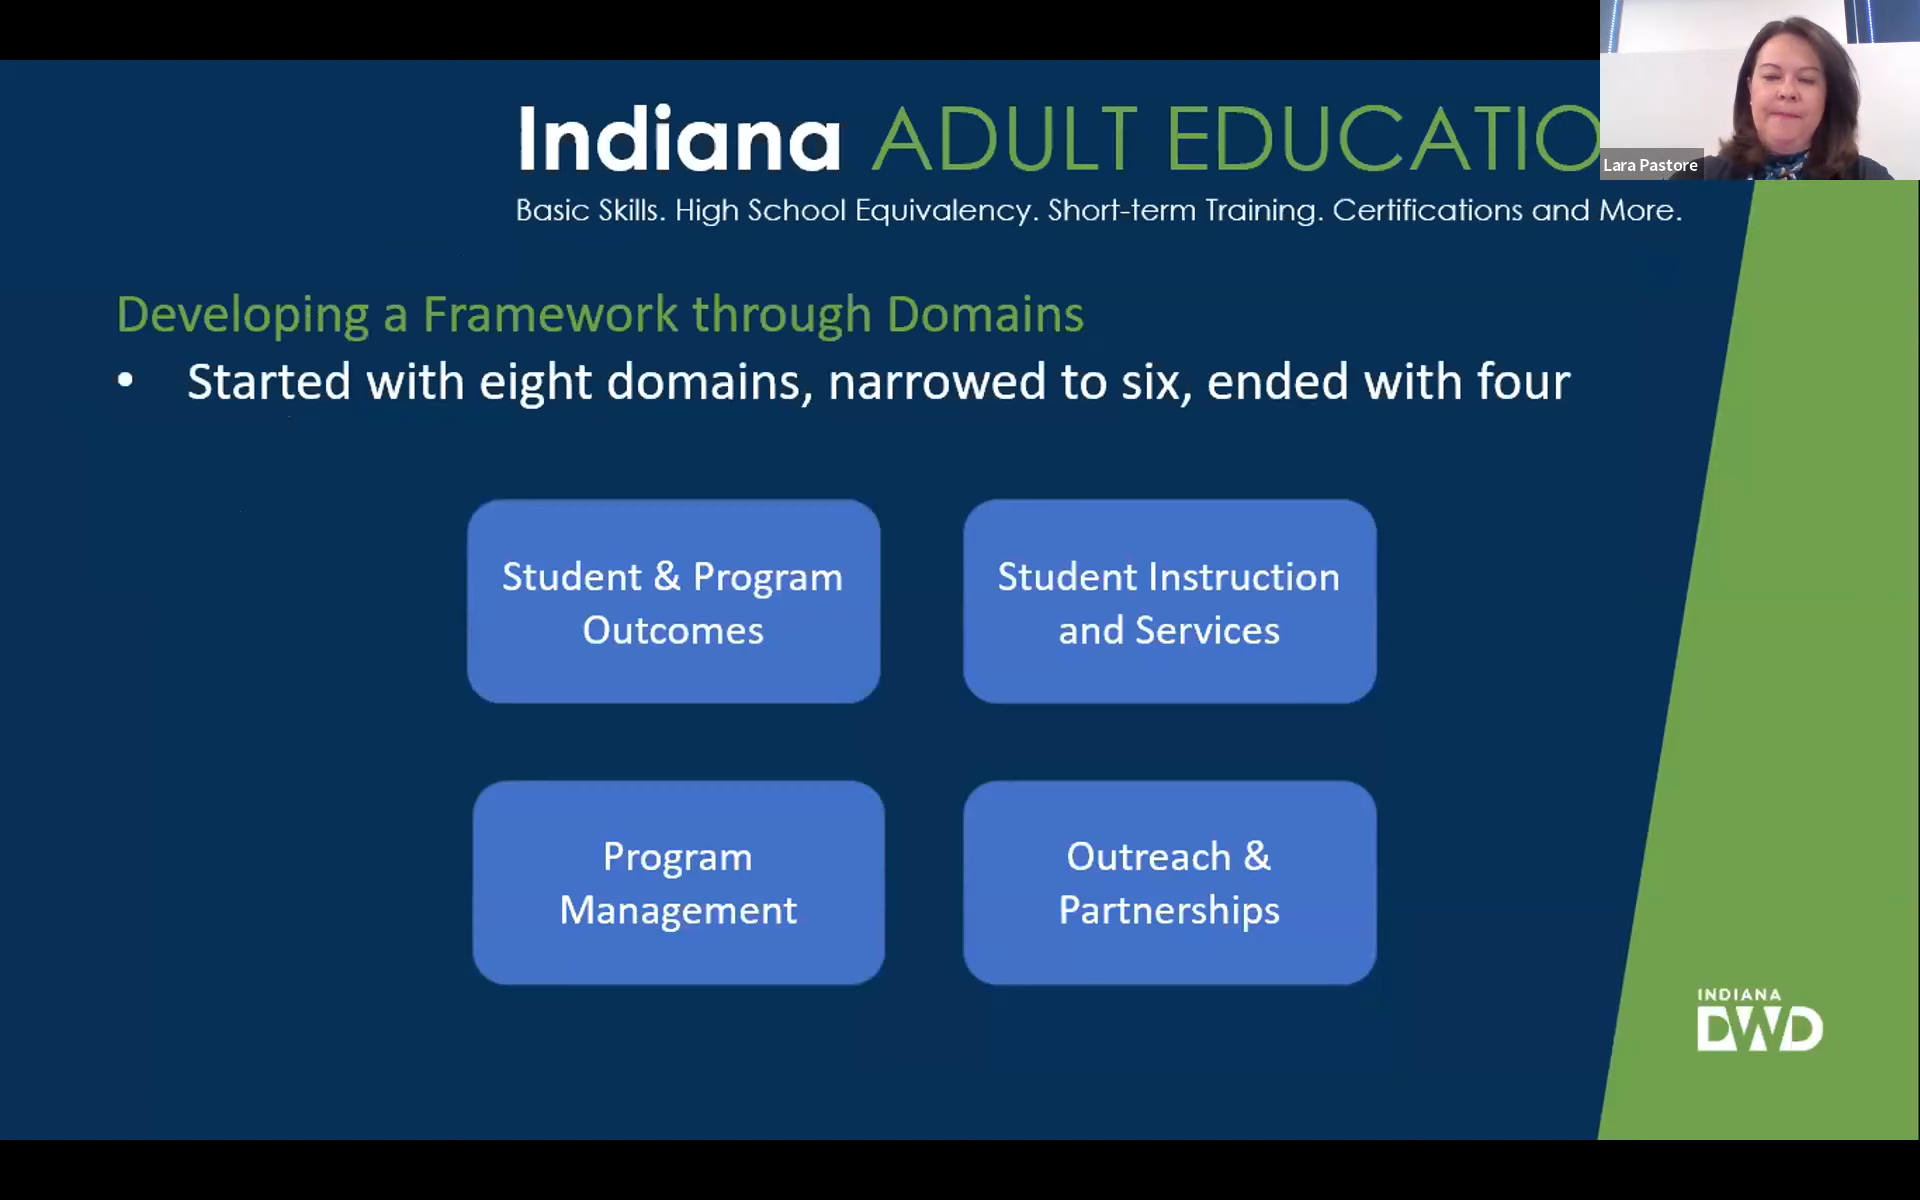 Indiana ADULT EDUCATIO
Lara Pastore
Basic Skills. High School Equivalency. Short-term Training. Certifications and More.
Developing a Framework through Domains
• Started with eight domains, narrowed to six, ended with four
Student & Program
Outcomes
Student Instruction
and Services
Program
Management
Outreach &
Partnerships
INDIANA
DWD